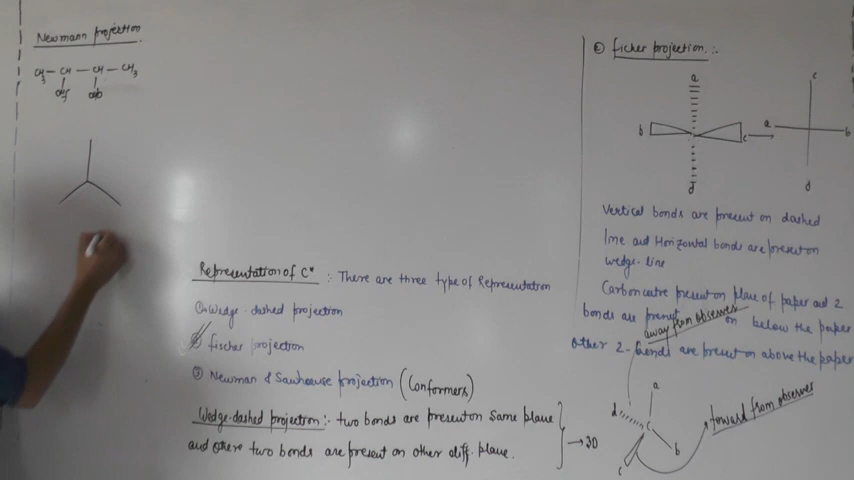 Newmann projection
CH3 - CH - CH - CH3
Representation of C* :- There are three type of Representation
① Wedge-dashed projection
② fischer projection
③ Newman & Sawhouse projection (Conformers)
Wedge-dashed projection :- two bonds are present on same plane
and other two bonds are present on other diff. plane.
→ 3D
② ficher projection :-
a
b
c
d
c
a
b
d
Vertical bonds are present on dashed
line and Horizontal bonds are present on
wedge-line
Carbon centre present on plane of paper and 2
bonds are present on below the paper
away from observer
other 2-bonds are present on above the paper
a
d
C
b
c
toward from observer